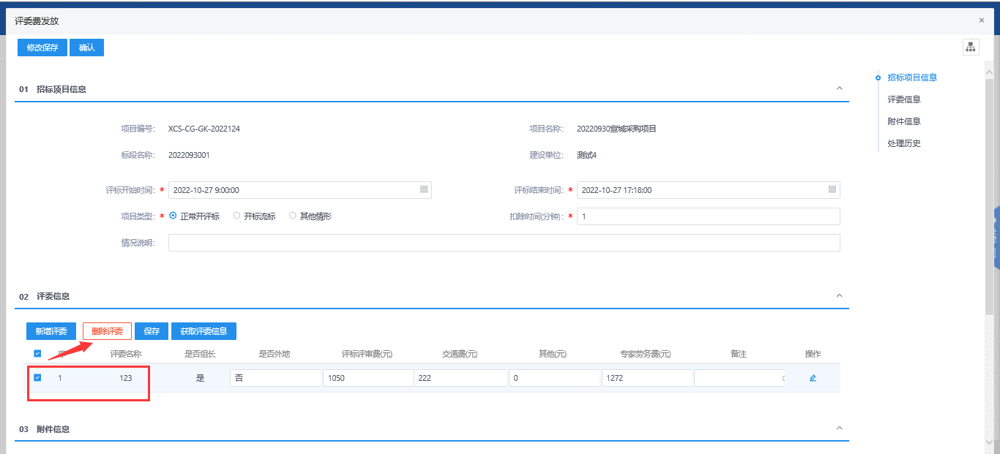 评委费发放
修改保存 确认
01 招标项目信息
招标项目信息
评委信息
附件信息
处理历史
项目编号: XCS-CG-GK-2022124 项目名称: 20220930宣城采购项目
标段名称: 2022093001 建设单位: 测试4
评标开始时间: * 2022-10-27 9:00:00 评标结束时间: * 2022-10-27 17:18:00
项目类型: * 正常开评标 开标流标 其他情形 扣除时间(分钟): * 1
情况说明:
02 评委信息
新增评委 删除评委 保存 获取评委信息
序 评委名称 是否组长 是否外地 评标评审费(元) 交通费(元) 其他(元) 专家劳务费(元) 备注 操作
1 123 是 否 1050 222 0 1272
03 附件信息